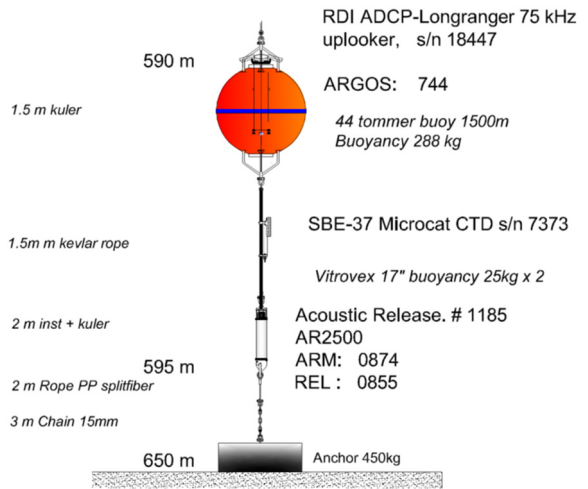 RDI ADCP-Longranger 75 kHz
uplooker, s/n 18447
590 m
ARGOS: 744
1.5 m kuler
44 tommer buoy 1500m
Buoyancy 288 kg
SBE-37 Microcat CTD s/n 7373
1.5m m kevlar rope
Vitrovex 17" buoyancy 25kg x 2
2 m inst + kuler
Acoustic Release. # 1185
AR2500
ARM: 0874
REL : 0855
595 m
2 m Rope PP splitfiber
3 m Chain 15mm
650 m
Anchor 450kg